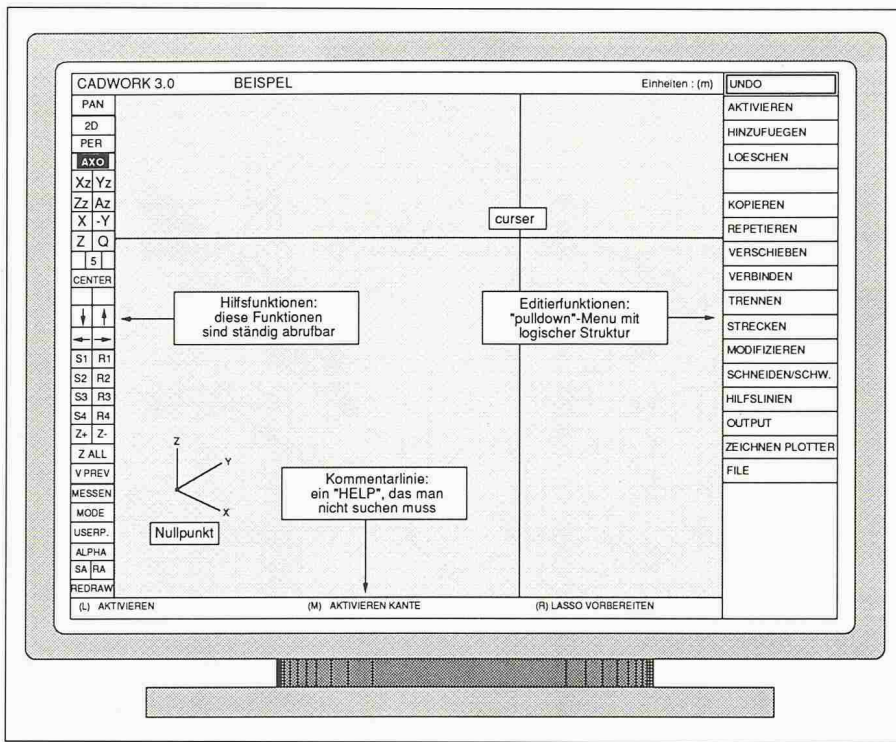 CADWORK 3.0 BEISPEL Einheiten : (m)
PAN
2D
PER
AXO
Xz Yz
Zz Az
X -Y
Z Q
5
CENTER
S1 R1
S2 R2
S3 R3
S4 R4
Z+ Z-
Z ALL
V PREV
MESSEN
MODE
USERP.
ALPHA
SA RA
REDRAW
curser
Hilfsfunktionen:
diese Funktionen
sind ständig abrufbar
Editierfunktionen:
"pulldown"-Menu mit
logischer Struktur
Z
Y
X
Nullpunkt
Kommentarlinie:
ein "HELP", das man
nicht suchen muss
(L) AKTIVIEREN (M) AKTIVIEREN KANTE (R) LASSO VORBEREITEN
UNDO
AKTIVIEREN
HINZUFUEGEN
LOESCHEN
KOPIEREN
REPETIEREN
VERSCHIEBEN
VERBINDEN
TRENNEN
STRECKEN
MODIFIZIEREN
SCHNEIDEN/SCHW.
HILFSLINIEN
OUTPUT
ZEICHNEN PLOTTER
FILE